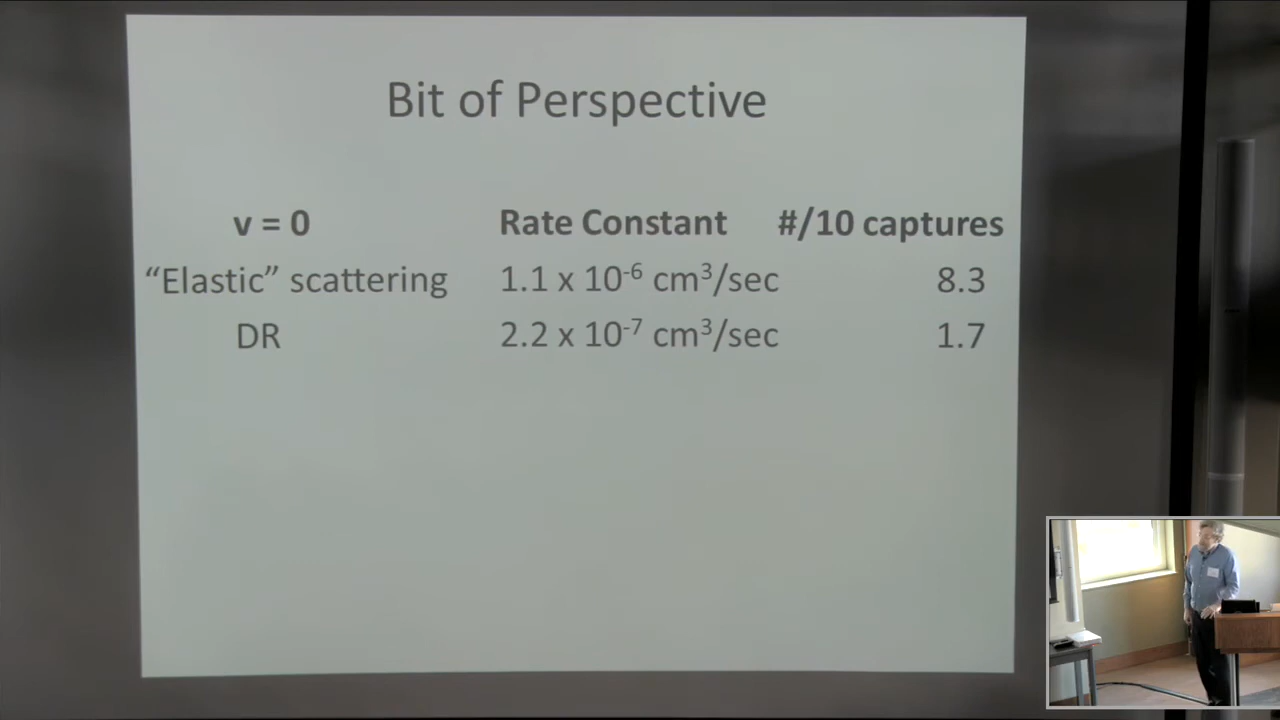 Bit of Perspective
v = 0 Rate Constant #/10 captures
“Elastic” scattering 1.1 x 10⁻⁶ cm³/sec 8.3
DR 2.2 x 10⁻⁷ cm³/sec 1.7